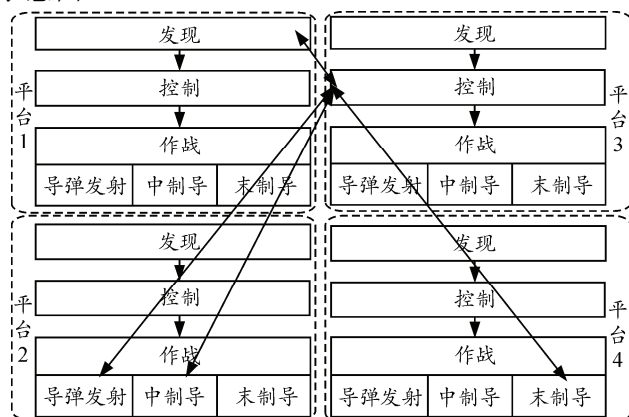 发现
控制
作战
导弹发射 中制导 末制导
平台1
发现
控制
作战
导弹发射 中制导 末制导
平台3
发现
控制
作战
导弹发射 中制导 末制导
平台2
发现
控制
作战
导弹发射 中制导 末制导
平台4